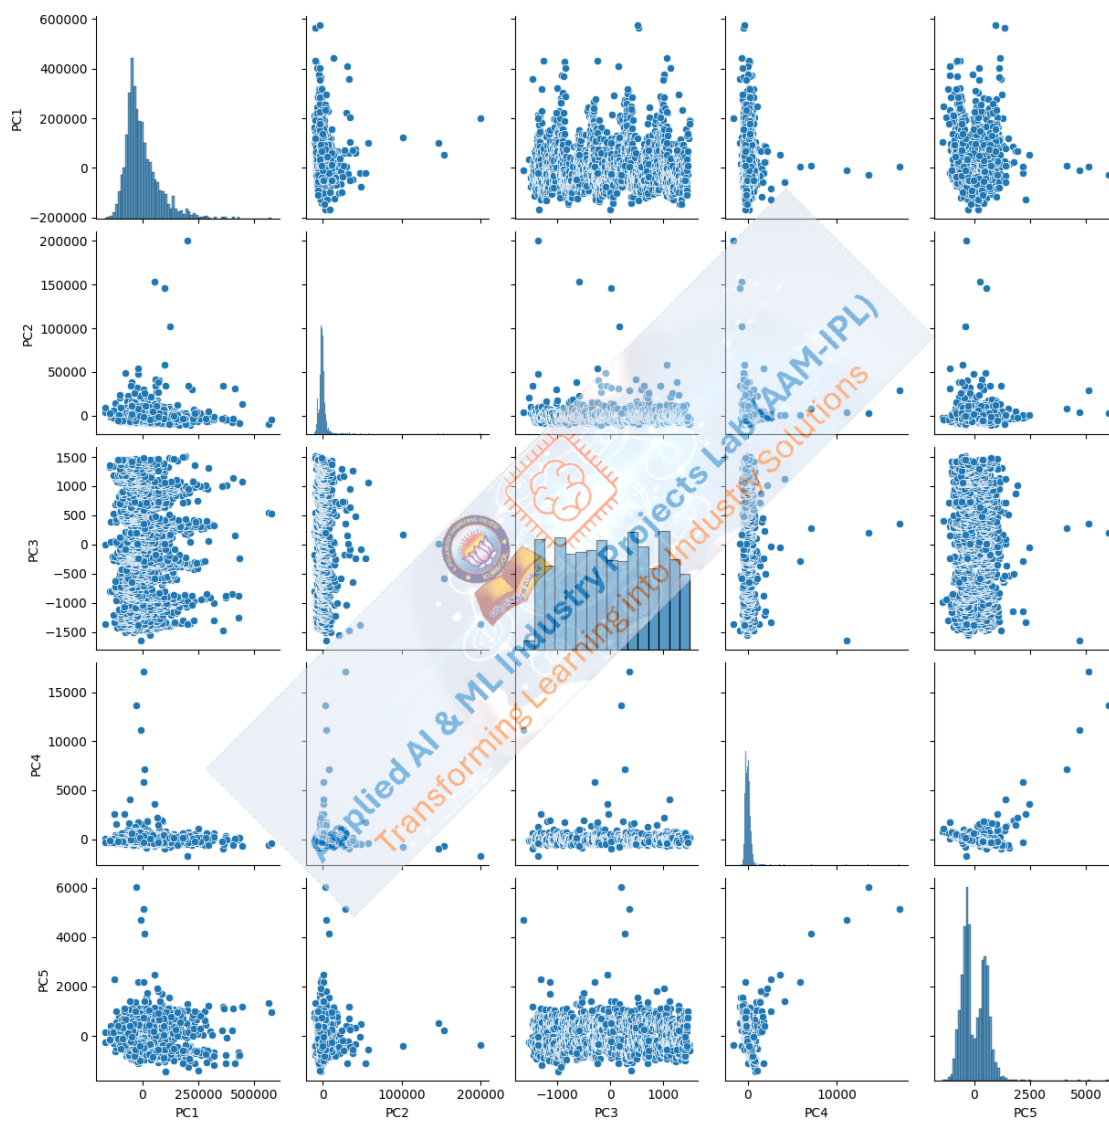 600000
400000
200000
0
−200000
PC1
200000
150000
100000
50000
0
PC2
1500
1000
500
0
−500
−1000
−1500
PC3
Applied AI & ML Industry Projects Lab (AAM-IPL)
Transforming Learning into Industry Solutions
15000
10000
5000
0
PC4
6000
4000
2000
0
PC5
0 250000 500000
PC1
0 100000 200000
PC2
−1000 0 1000
PC3
0 10000
PC4
0 2500 5000
PC5